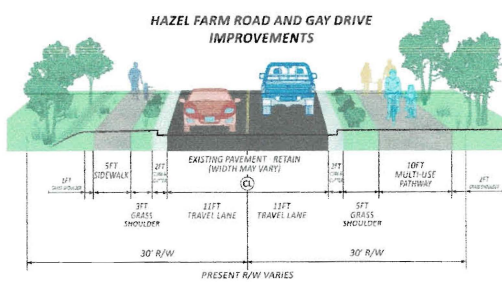 HAZEL FARM ROAD AND GAY DRIVE
IMPROVEMENTS
5FT
SIDEWALK
2FT
EXISTING PAVEMENT RETAIN
(WIDTH MAY VARY)
2FT
10FT
MULTI-USE
PATHWAY
1FT
2FT
CL
3FT
GRASS
SHOULDER
11FT
TRAVEL LANE
11FT
TRAVEL LANE
5FT
GRASS
SHOULDER
30' R/W
30' R/W
PRESENT R/W VARIES